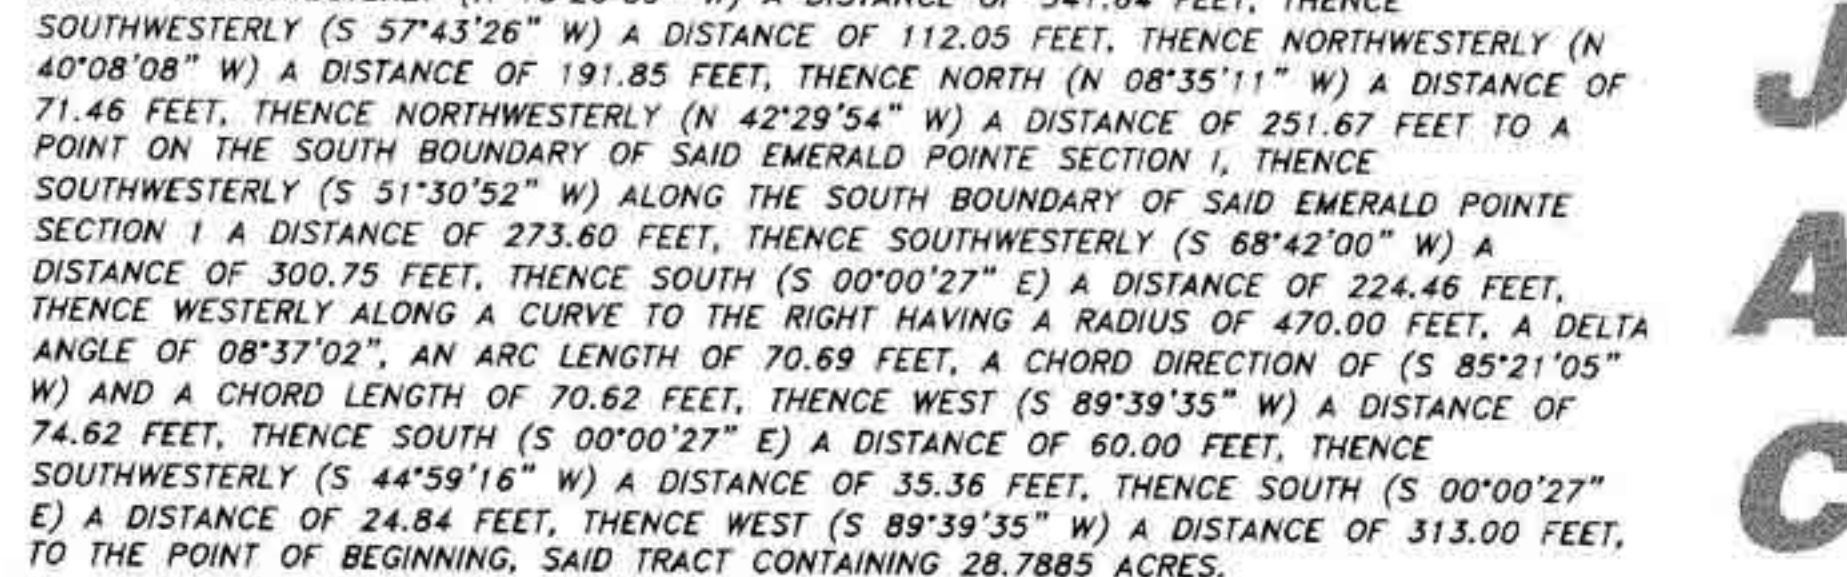 SOUTHWESTERLY (S 57°43'26" W) A DISTANCE OF 112.05 FEET, THENCE NORTHWESTERLY (N
40°08'08" W) A DISTANCE OF 191.85 FEET, THENCE NORTH (N 08°35'11" W) A DISTANCE OF
71.46 FEET, THENCE NORTHWESTERLY (N 42°29'54" W) A DISTANCE OF 251.67 FEET TO A
POINT ON THE SOUTH BOUNDARY OF SAID EMERALD POINTE SECTION 1, THENCE
SOUTHWESTERLY (S 51°30'52" W) ALONG THE SOUTH BOUNDARY OF SAID EMERALD POINTE
SECTION 1 A DISTANCE OF 273.60 FEET, THENCE SOUTHWESTERLY (S 68°42'00" W) A
DISTANCE OF 300.75 FEET, THENCE SOUTH (S 00°00'27" E) A DISTANCE OF 224.46 FEET,
THENCE WESTERLY ALONG A CURVE TO THE RIGHT HAVING A RADIUS OF 470.00 FEET, A DELTA
ANGLE OF 08°37'02", AN ARC LENGTH OF 70.69 FEET, A CHORD DIRECTION OF (S 85°21'05"
W) AND A CHORD LENGTH OF 70.62 FEET, THENCE WEST (S 89°39'35" W) A DISTANCE OF
74.62 FEET, THENCE SOUTH (S 00°00'27" E) A DISTANCE OF 60.00 FEET, THENCE
SOUTHWESTERLY (S 44°59'16" W) A DISTANCE OF 35.36 FEET, THENCE SOUTH (S 00°00'27"
E) A DISTANCE OF 24.84 FEET, THENCE WEST (S 89°39'35" W) A DISTANCE OF 313.00 FEET,
TO THE POINT OF BEGINNING, SAID TRACT CONTAINING 28.7885 ACRES.
J
A
C